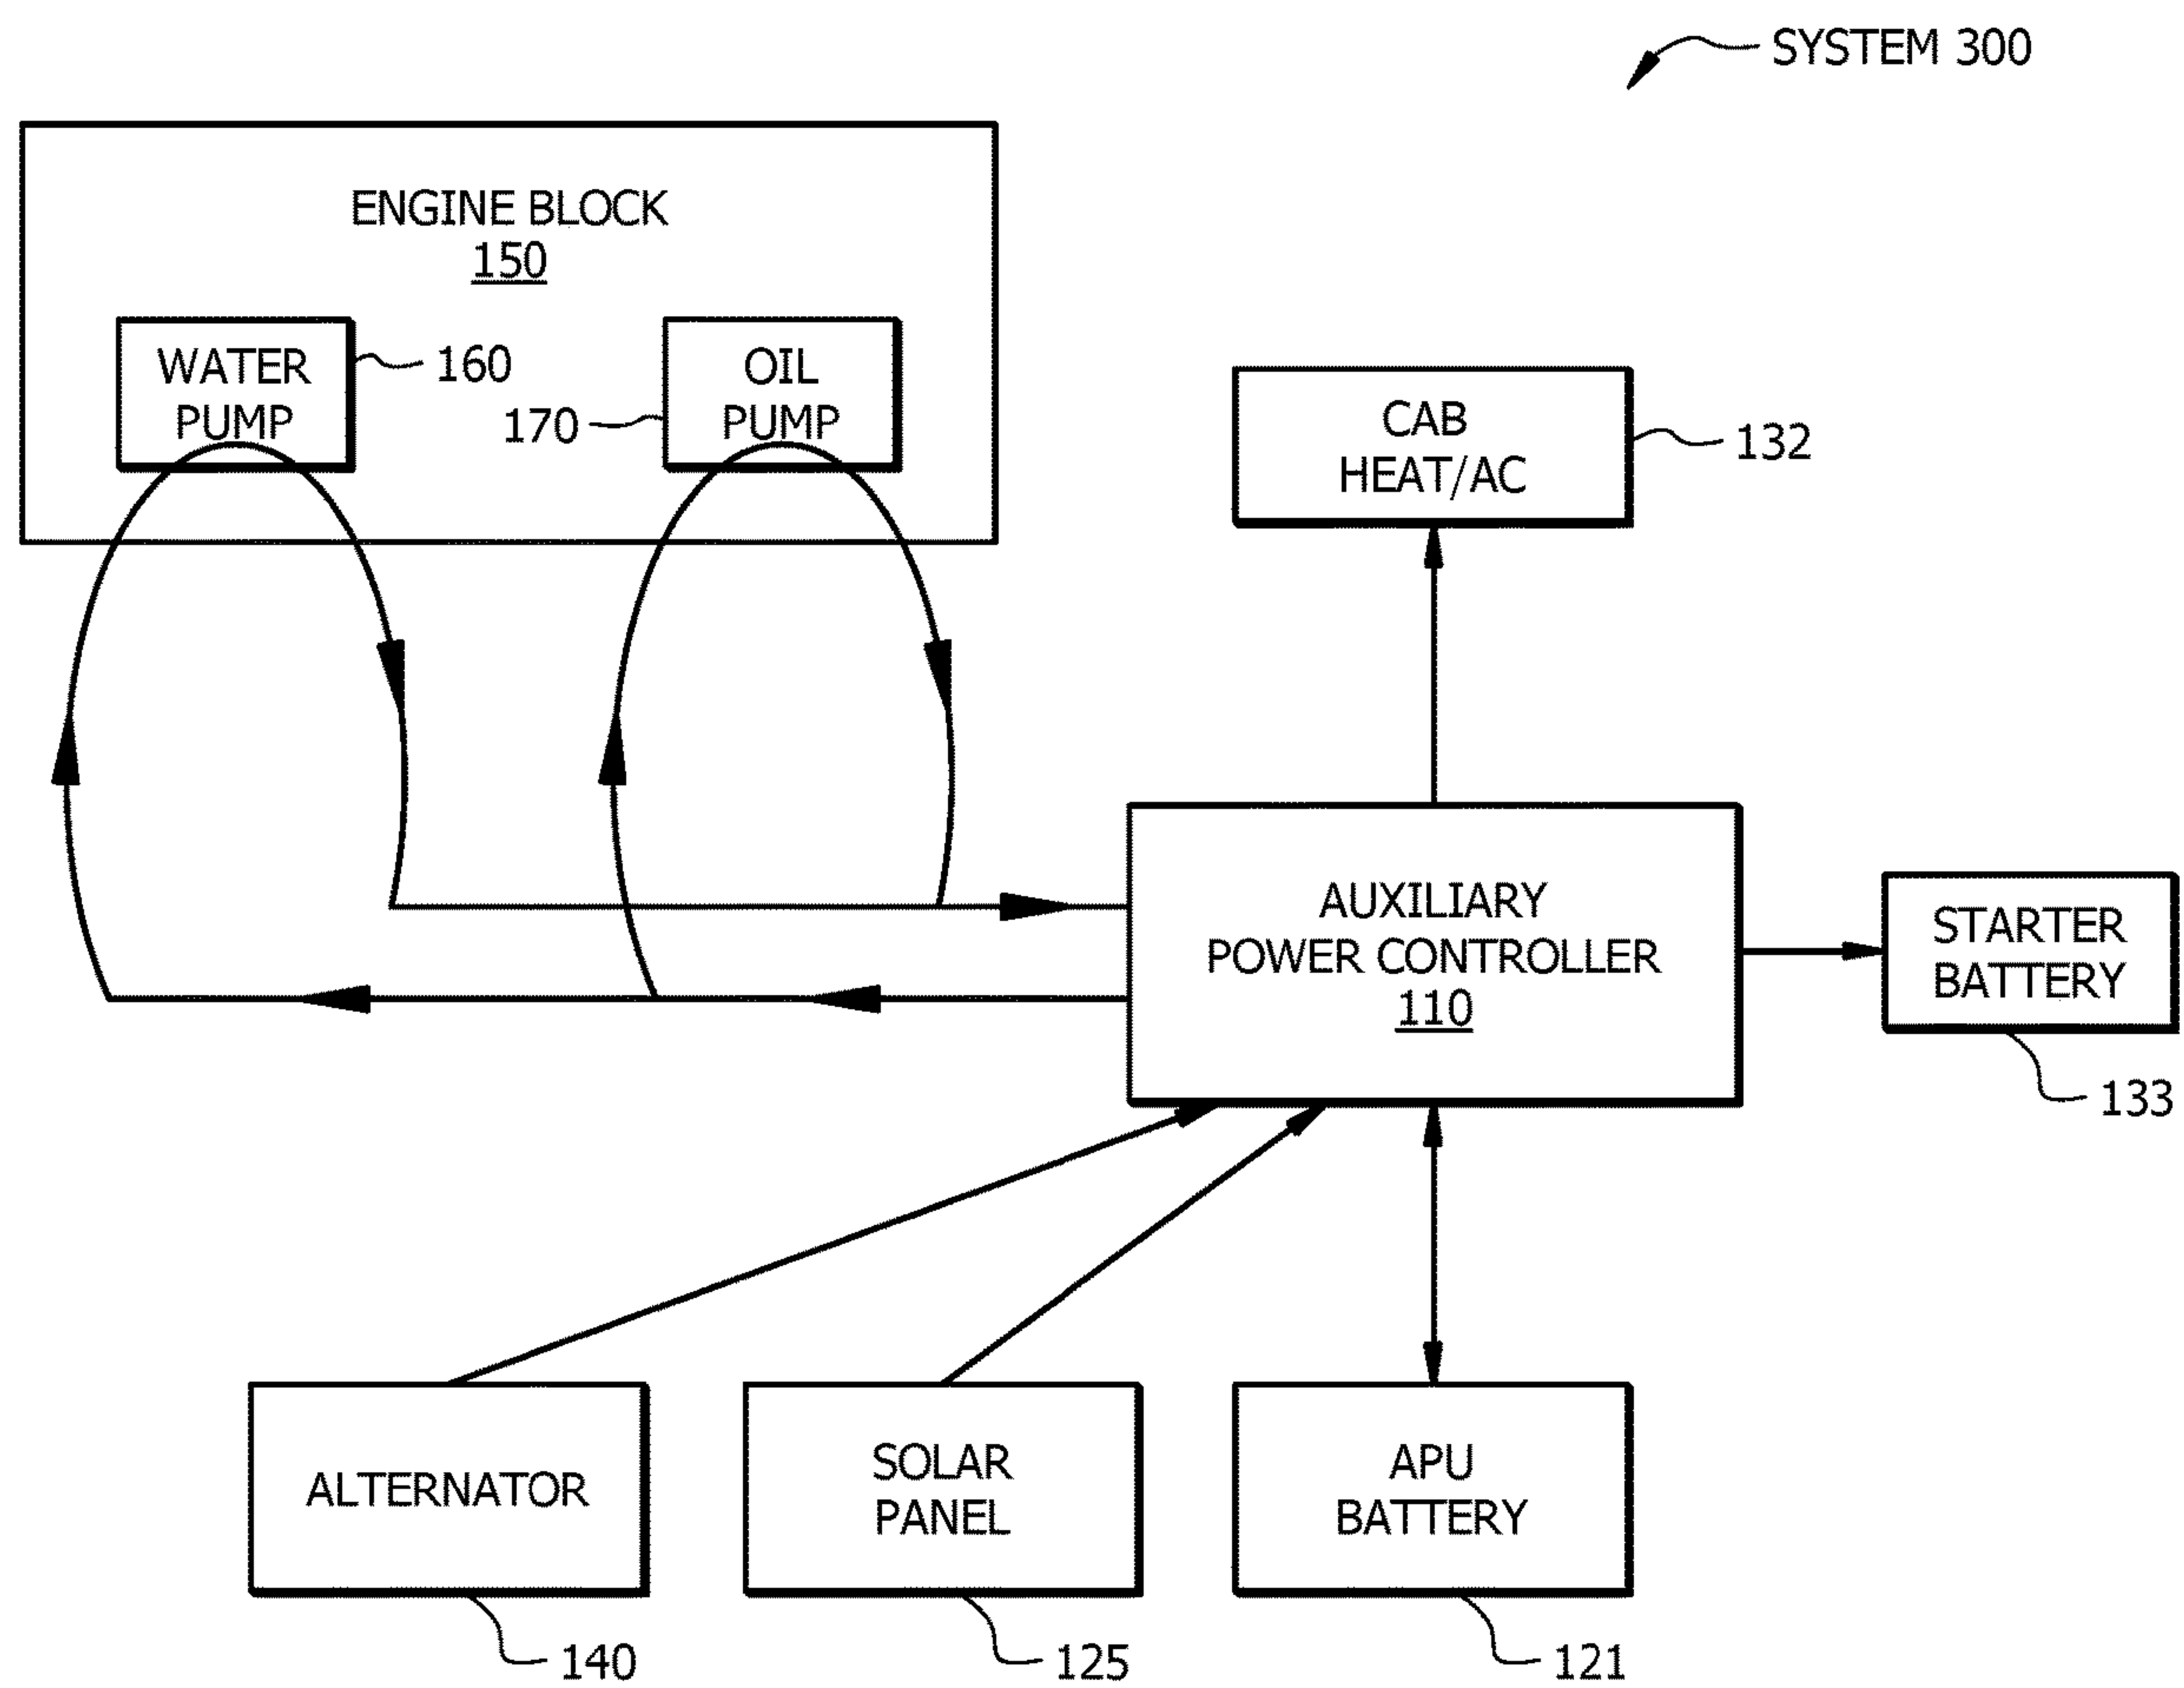 SYSTEM 300
ENGINE BLOCK
150
WATER
PUMP
160
OIL
PUMP
170
CAB
HEAT/AC
132
AUXILIARY
POWER CONTROLLER
110
STARTER
BATTERY
133
ALTERNATOR
140
SOLAR
PANEL
125
APU
BATTERY
121